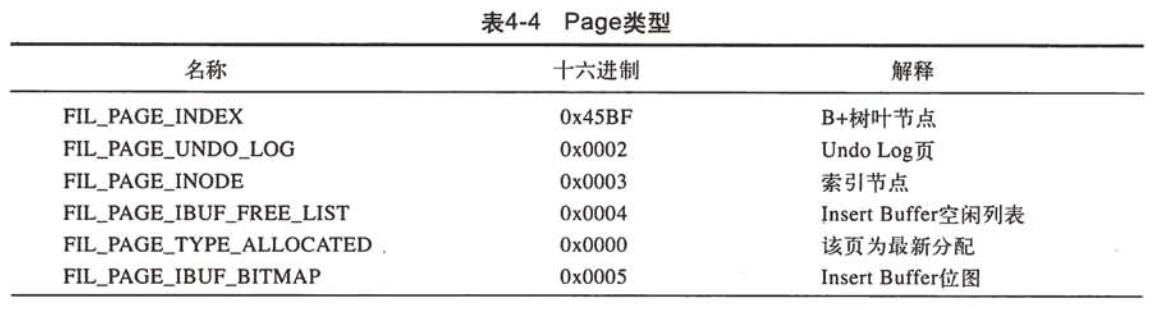 表4-4 Page类型
名称 十六进制 解释
FIL_PAGE_INDEX 0x45BF B+树叶节点
FIL_PAGE_UNDO_LOG 0x0002 Undo Log页
FIL_PAGE_INODE 0x0003 索引节点
FIL_PAGE_IBUF_FREE_LIST 0x0004 Insert Buffer空闲列表
FIL_PAGE_TYPE_ALLOCATED 0x0000 该页为最新分配
FIL_PAGE_IBUF_BITMAP 0x0005 Insert Buffer位图